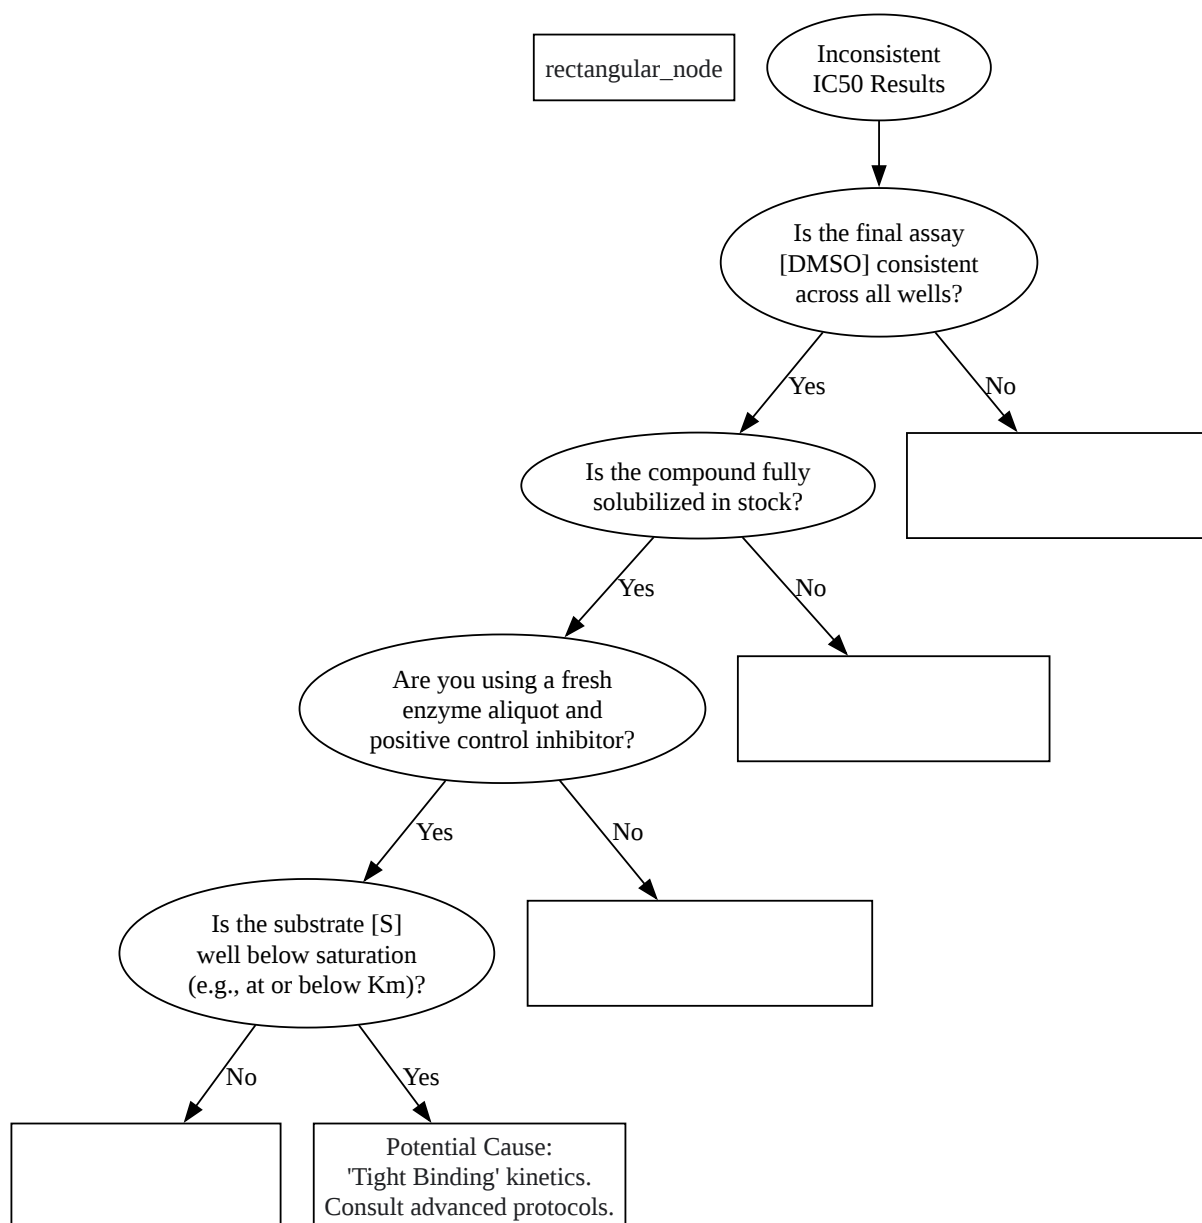 rectangular_node
Inconsistent
IC50 Results
Is the final assay
[DMSO] consistent
across all wells?
Yes
No
Is the compound fully
solubilized in stock?
Yes
No
Are you using a fresh
enzyme aliquot and
positive control inhibitor?
Yes
No
Is the substrate [S]
well below saturation
(e.g., at or below Km)?
No
Yes
Potential Cause:
'Tight Binding' kinetics.
Consult advanced protocols.